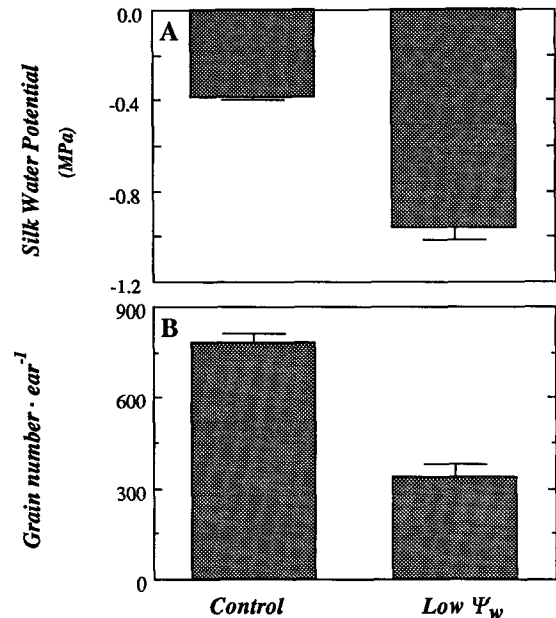 A
0.0
-0.4
-0.8
-1.2
Silk Water Potential
(MPa)
B
900
600
300
0
Grain number · ear⁻¹
Control
Low Ψw